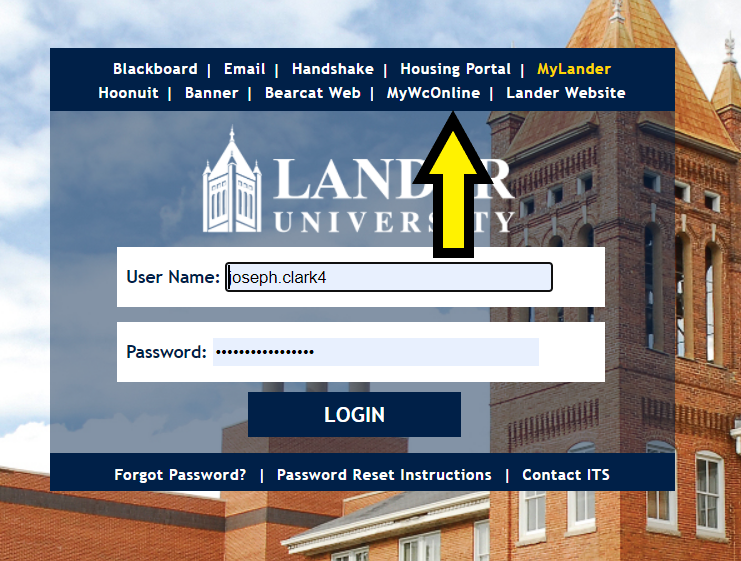 Blackboard | Email | Handshake | Housing Portal | MyLander
Hoonuit | Banner | Bearcat Web | MyWcOnline | Lander Website
LANDER
UNIVERSITY
User Name: joseph.clark4
Password: •••••••••••••••••
LOGIN
Forgot Password? | Password Reset Instructions | Contact ITS